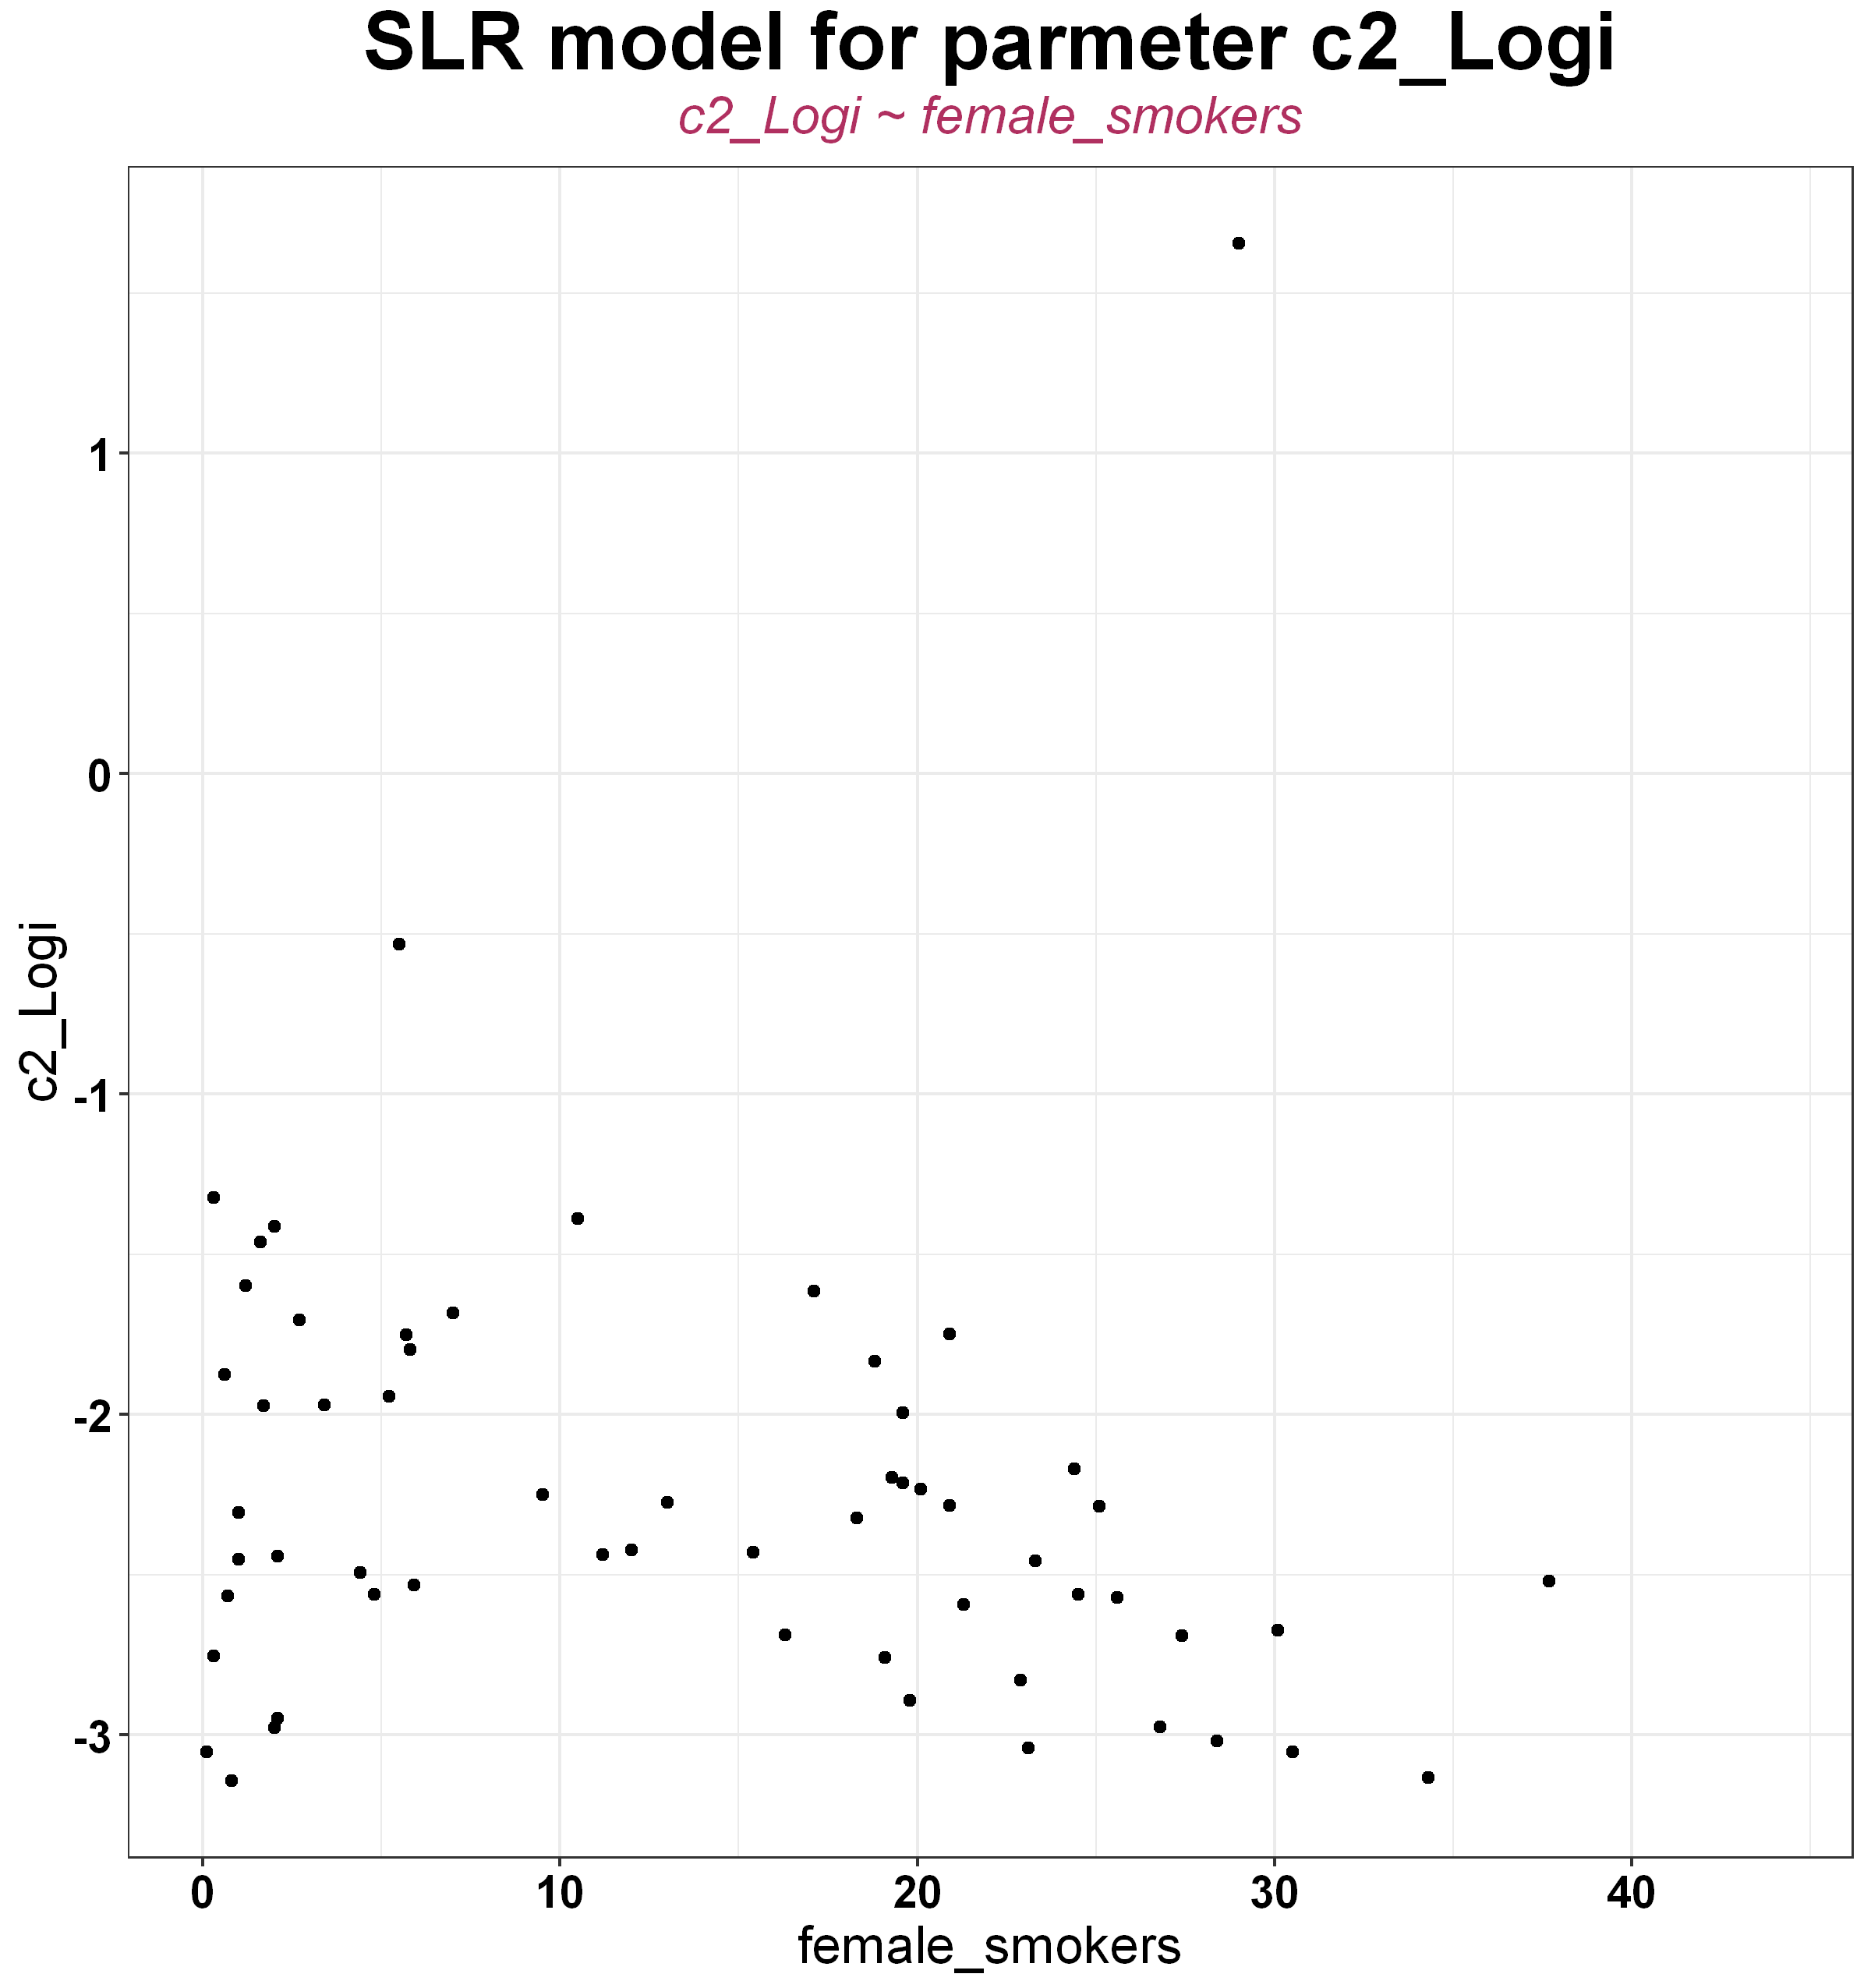 SLR model for parmeter c2_Logi
c2_Logi ~ female_smokers
c2_Logi
1
0
-1
-2
-3
0 10 20 30 40
female_smokers